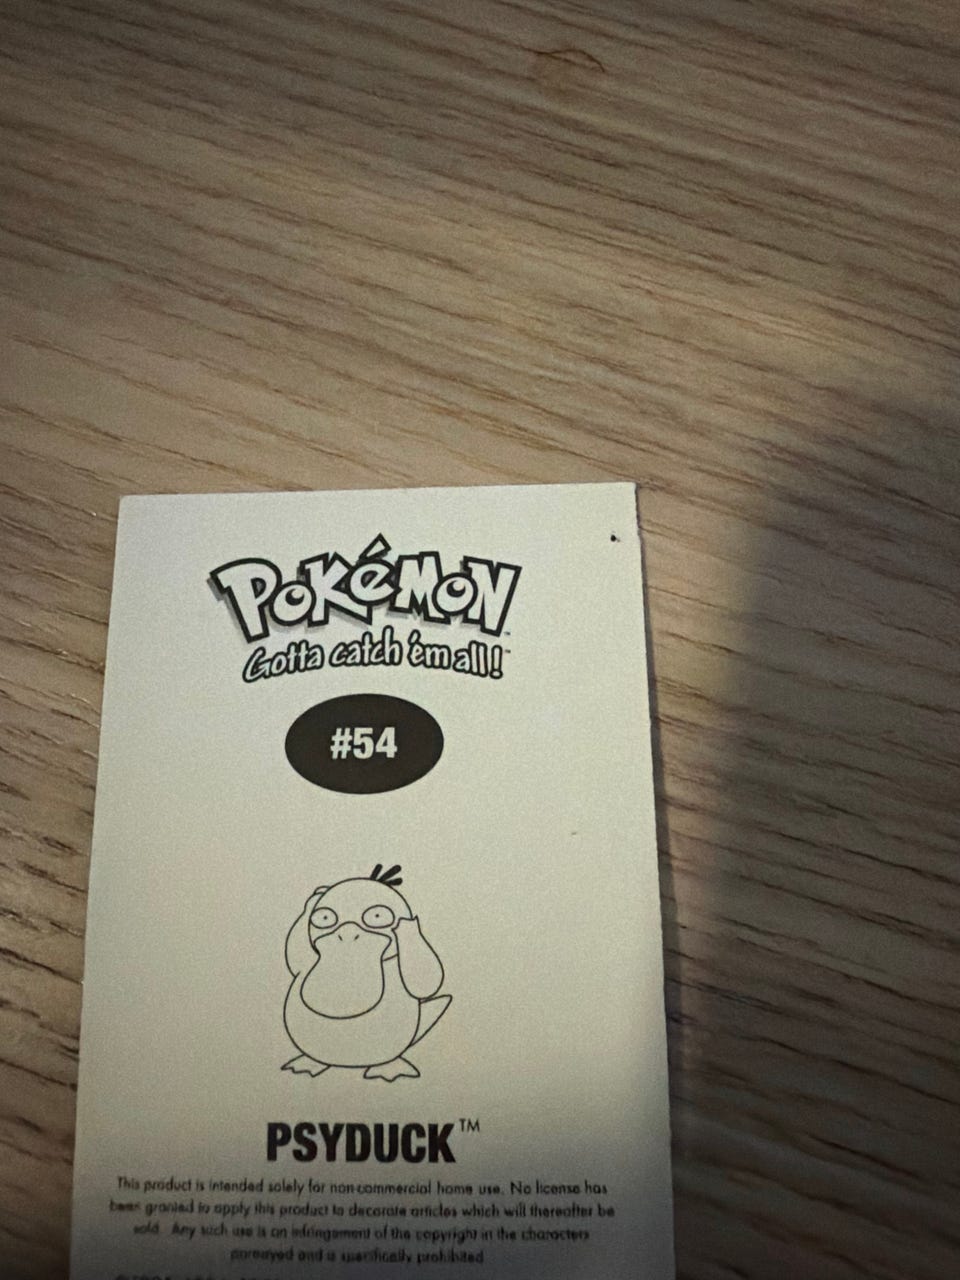 POKéMON
Gotta catch 'em all!™
#54
PSYDUCK™
This product is intended solely for non-commercial home use. No license has
been granted to apply this product to decorate articles which will thereafter be
sold. Any such use is an infringement of the copyright in the characters
portrayed and is specifically prohibited